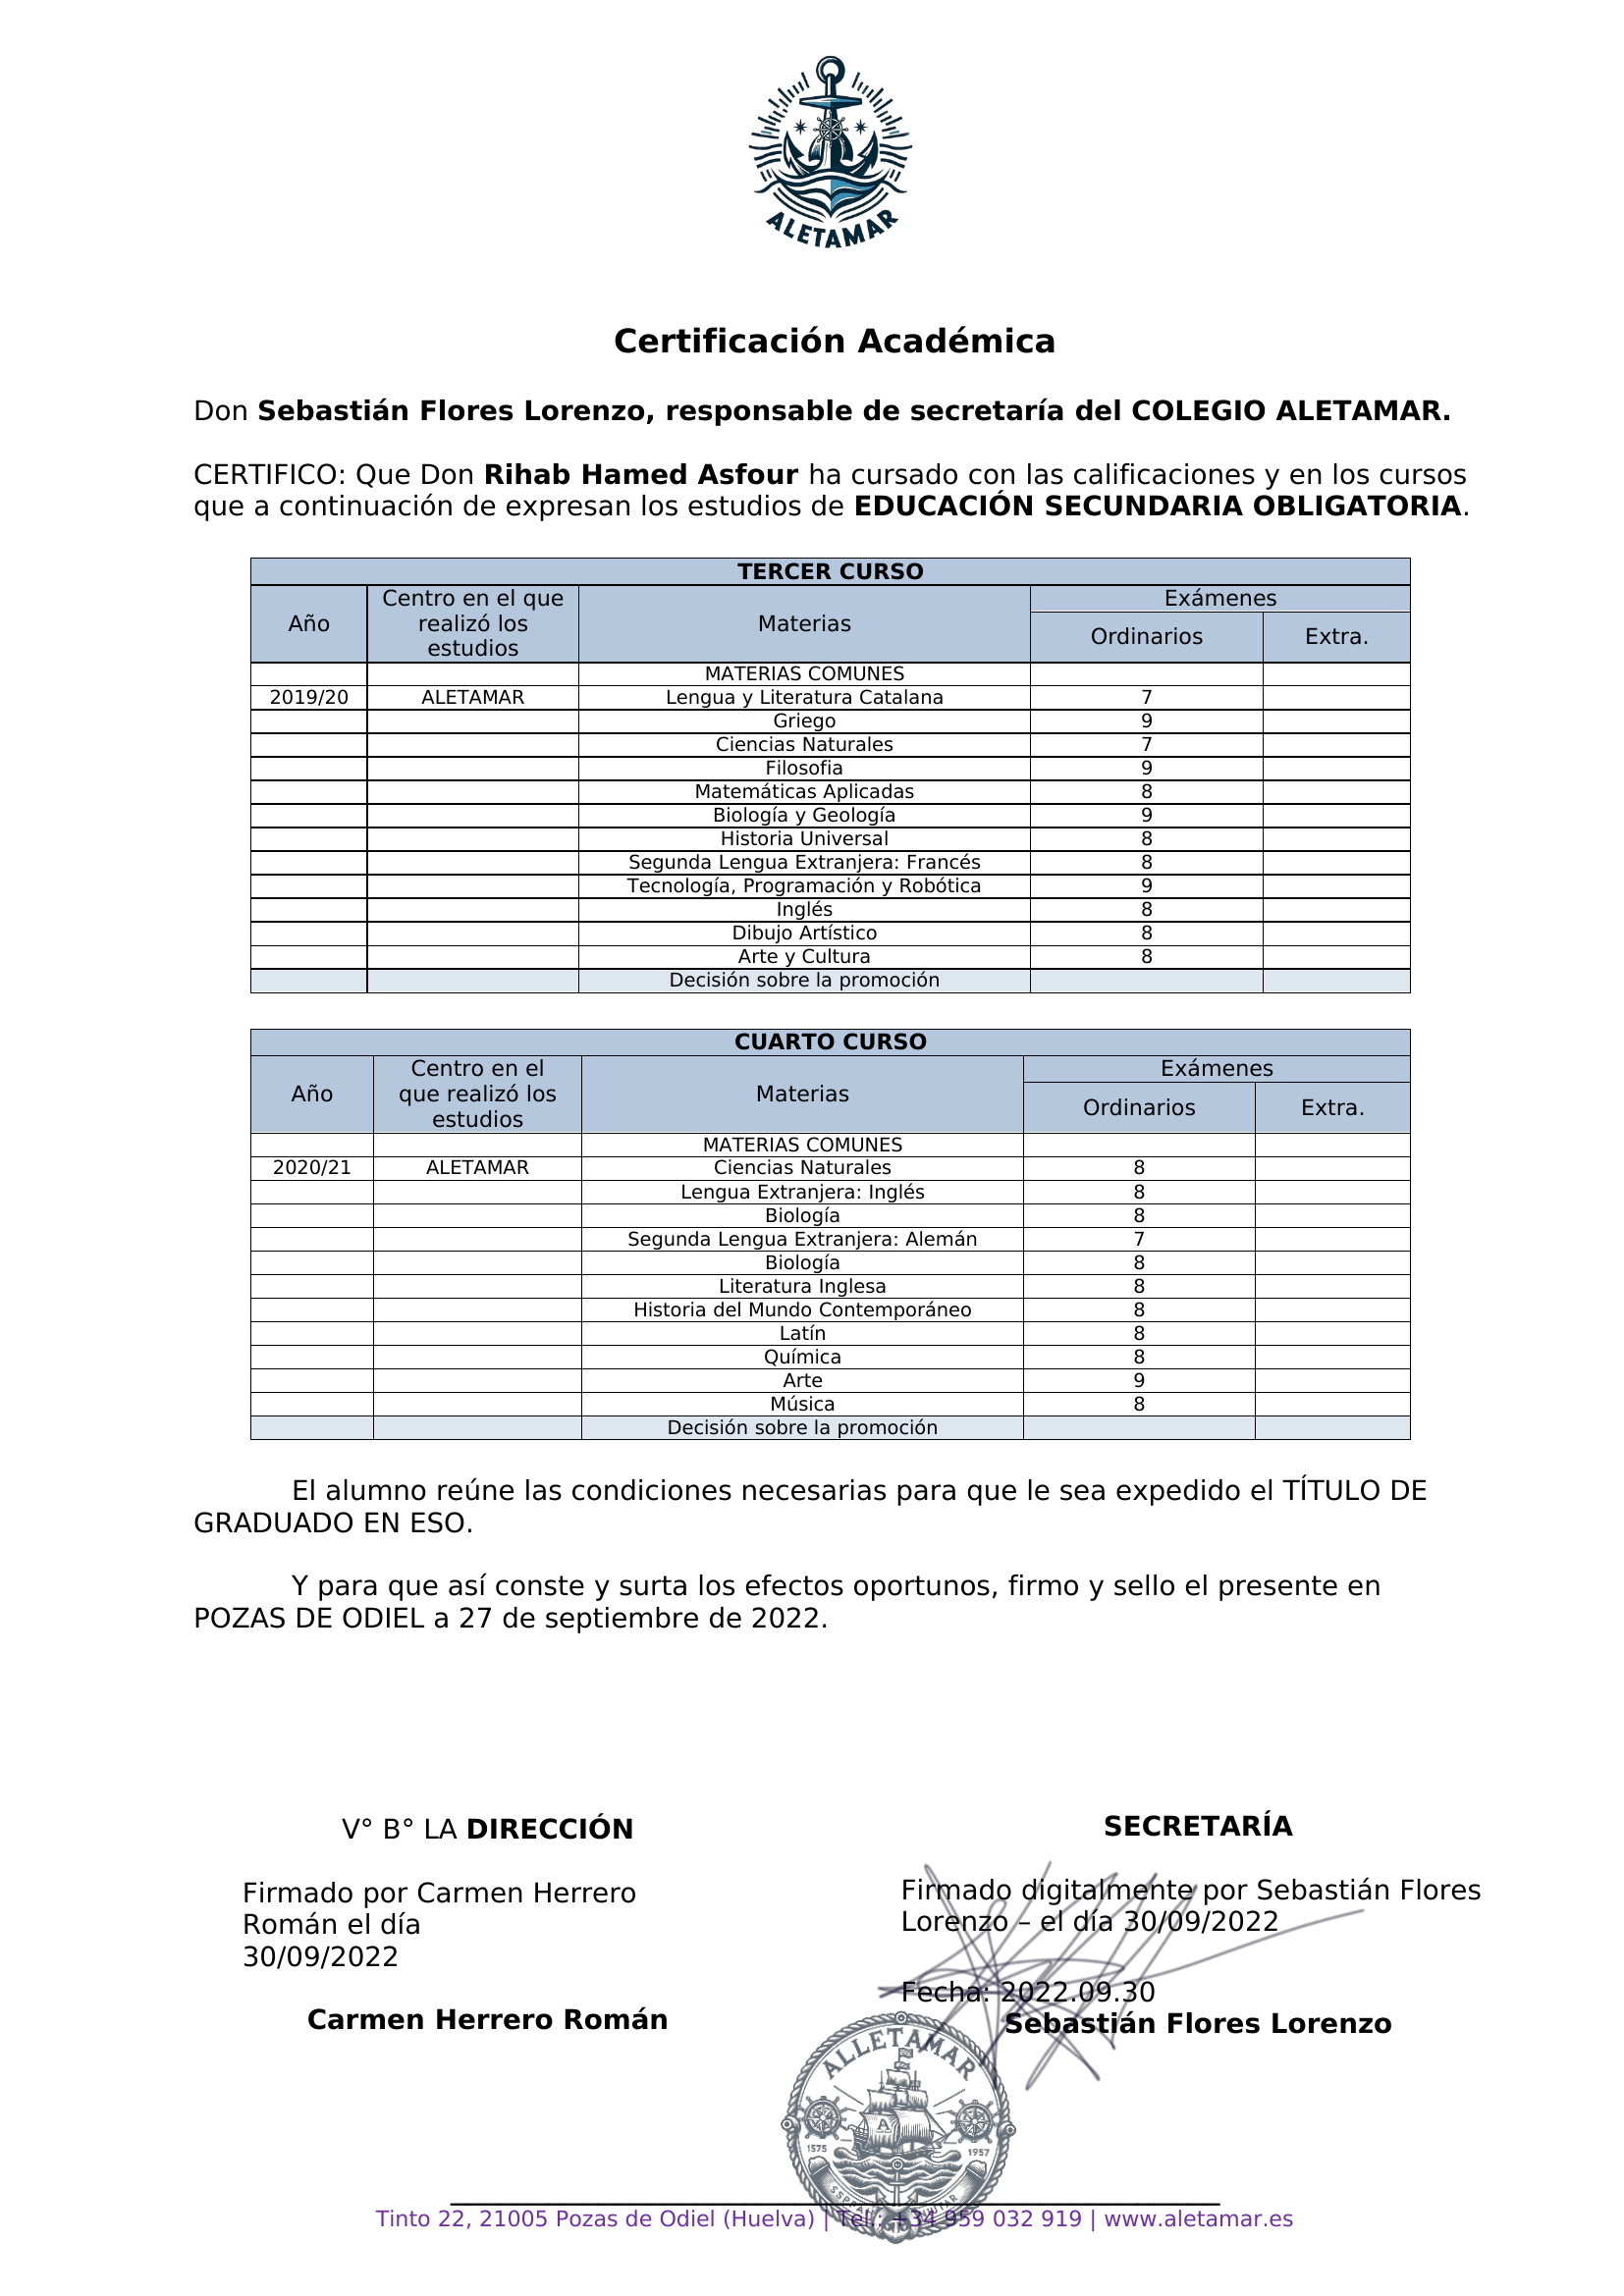 ALETAMAR
Certificación Académica
Don Sebastián Flores Lorenzo, responsable de secretaría del COLEGIO ALETAMAR.
CERTIFICO: Que Don Rihab Hamed Asfour ha cursado con las calificaciones y en los cursos
que a continuación de expresan los estudios de EDUCACIÓN SECUNDARIA OBLIGATORIA.
TERCER CURSO
Año Centro en el que realizó los estudios Materias Exámenes
Ordinarios Extra.
MATERIAS COMUNES
2019/20 ALETAMAR Lengua y Literatura Catalana 7
Griego 9
Ciencias Naturales 7
Filosofia 9
Matemáticas Aplicadas 8
Biología y Geología 9
Historia Universal 8
Segunda Lengua Extranjera: Francés 8
Tecnología, Programación y Robótica 9
Inglés 8
Dibujo Artístico 8
Arte y Cultura 8
Decisión sobre la promoción
CUARTO CURSO
Año Centro en el que realizó los estudios Materias Exámenes
Ordinarios Extra.
MATERIAS COMUNES
2020/21 ALETAMAR Ciencias Naturales 8
Lengua Extranjera: Inglés 8
Biología 8
Segunda Lengua Extranjera: Alemán 7
Biología 8
Literatura Inglesa 8
Historia del Mundo Contemporáneo 8
Latín 8
Química 8
Arte 9
Música 8
Decisión sobre la promoción
El alumno reúne las condiciones necesarias para que le sea expedido el TÍTULO DE
GRADUADO EN ESO.
Y para que así conste y surta los efectos oportunos, firmo y sello el presente en
POZAS DE ODIEL a 27 de septiembre de 2022.
V° B° LA DIRECCIÓN
Firmado por Carmen Herrero
Román el día
30/09/2022
Carmen Herrero Román
SECRETARÍA
Firmado digitalmente por Sebastián Flores
Lorenzo – el día 30/09/2022
Fecha: 2022.09.30
Sebastián Flores Lorenzo
ALLETAMAR
A
1575 1957
Tinto 22, 21005 Pozas de Odiel (Huelva) | Tel.: +34 959 032 919 | www.aletamar.es